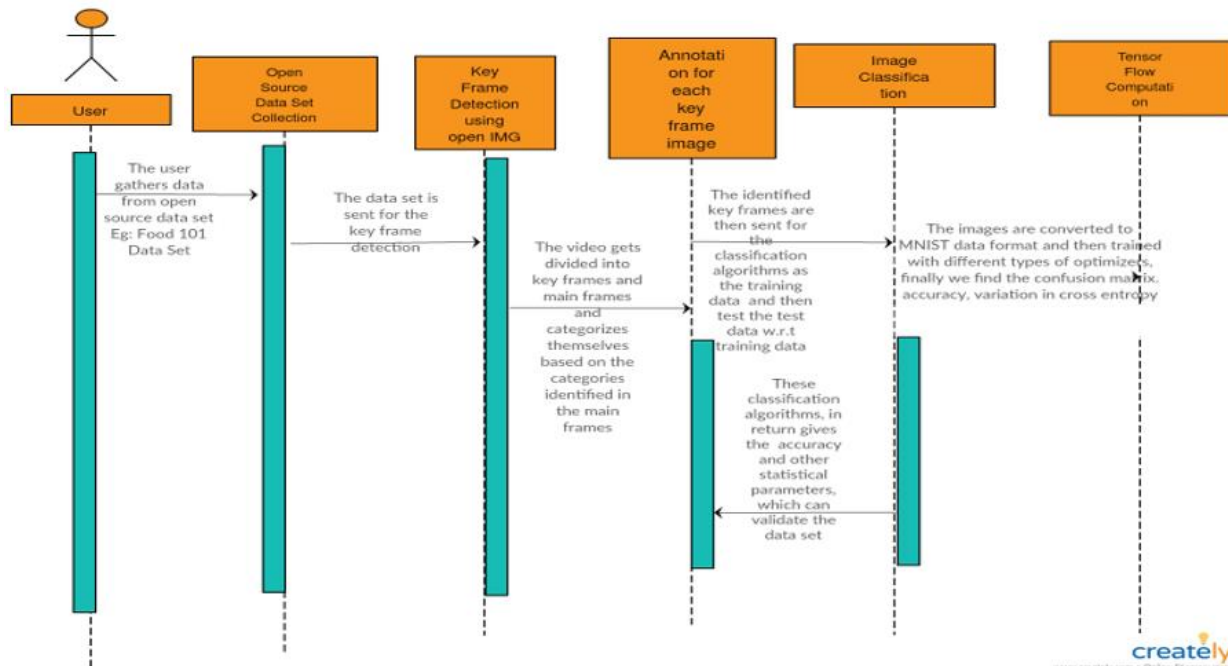 User
Open
Source
Data Set
Collection
Key
Frame
Detection
using
open IMG
Annotati
on for
each
key
frame
image
Image
Classifica
tion
Tensor
Flow
Computati
on
The user
gathers data
from open
source data set
Eg: Food 101
Data Set
The data set is
sent for the
key frame
detection
The video gets
divided into
key frames and
main frames
and
categorizes
themselves
based on the
categories
identified in
the main
frames
The identified
key frames are
then sent for
the
classification
algorithms as
the training
data and then
test the test
data w.r.t
training data
The images are converted to
MNIST data format and then trained
with different types of optimizers,
finally we find the confusion matrix.
accuracy, variation in cross entropy
These
classification
algorithms, in
return gives
the accuracy
and other
statistical
parameters,
which can
validate the
data set
creately